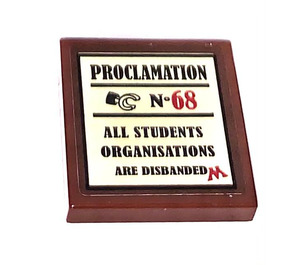 PROCLAMATION
Nº68
ALL STUDENTS
ORGANISATIONS
ARE DISBANDED
M